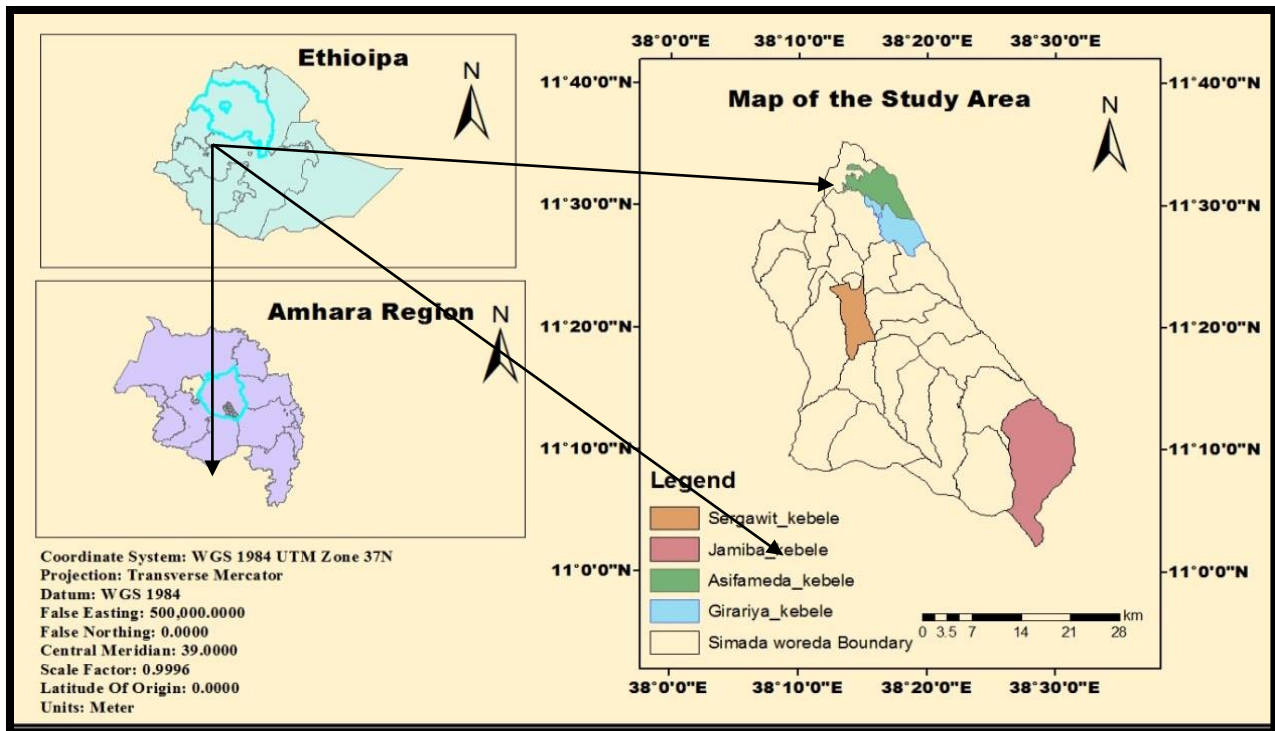 Ethioipa
N
Amhara Region
N
Coordinate System: WGS 1984 UTM Zone 37N
Projection: Transverse Mercator
Datum: WGS 1984
False Easting: 500,000.0000
False Northing: 0.0000
Central Meridian: 39.0000
Scale Factor: 0.9996
Latitude Of Origin: 0.0000
Units: Meter
38°0'0"E 38°10'0"E 38°20'0"E 38°30'0"E
11°40'0"N 11°40'0"N
Map of the Study Area
N
11°30'0"N 11°30'0"N
11°20'0"N 11°20'0"N
11°10'0"N 11°10'0"N
Legend
Sergawit_kebele
Jamiba_kebele
11°0'0"N 11°0'0"N
Asifameda_kebele
Girariya_kebele
Simada woreda Boundary
km
0 3.5 7 14 21 28
38°0'0"E 38°10'0"E 38°20'0"E 38°30'0"E